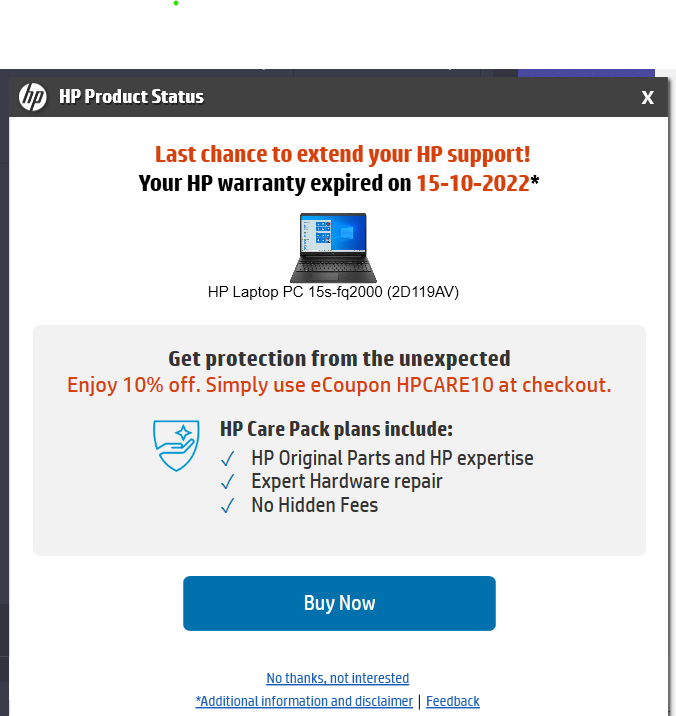 hp HP Product Status X
Last chance to extend your HP support!
Your HP warranty expired on 15-10-2022*
HP Laptop PC 15s-fq2000 (2D119AV)
Get protection from the unexpected
Enjoy 10% off. Simply use eCoupon HPCARE10 at checkout.
HP Care Pack plans include:
✓ HP Original Parts and HP expertise
✓ Expert Hardware repair
✓ No Hidden Fees
Buy Now
No thanks, not interested
*Additional information and disclaimer | Feedback